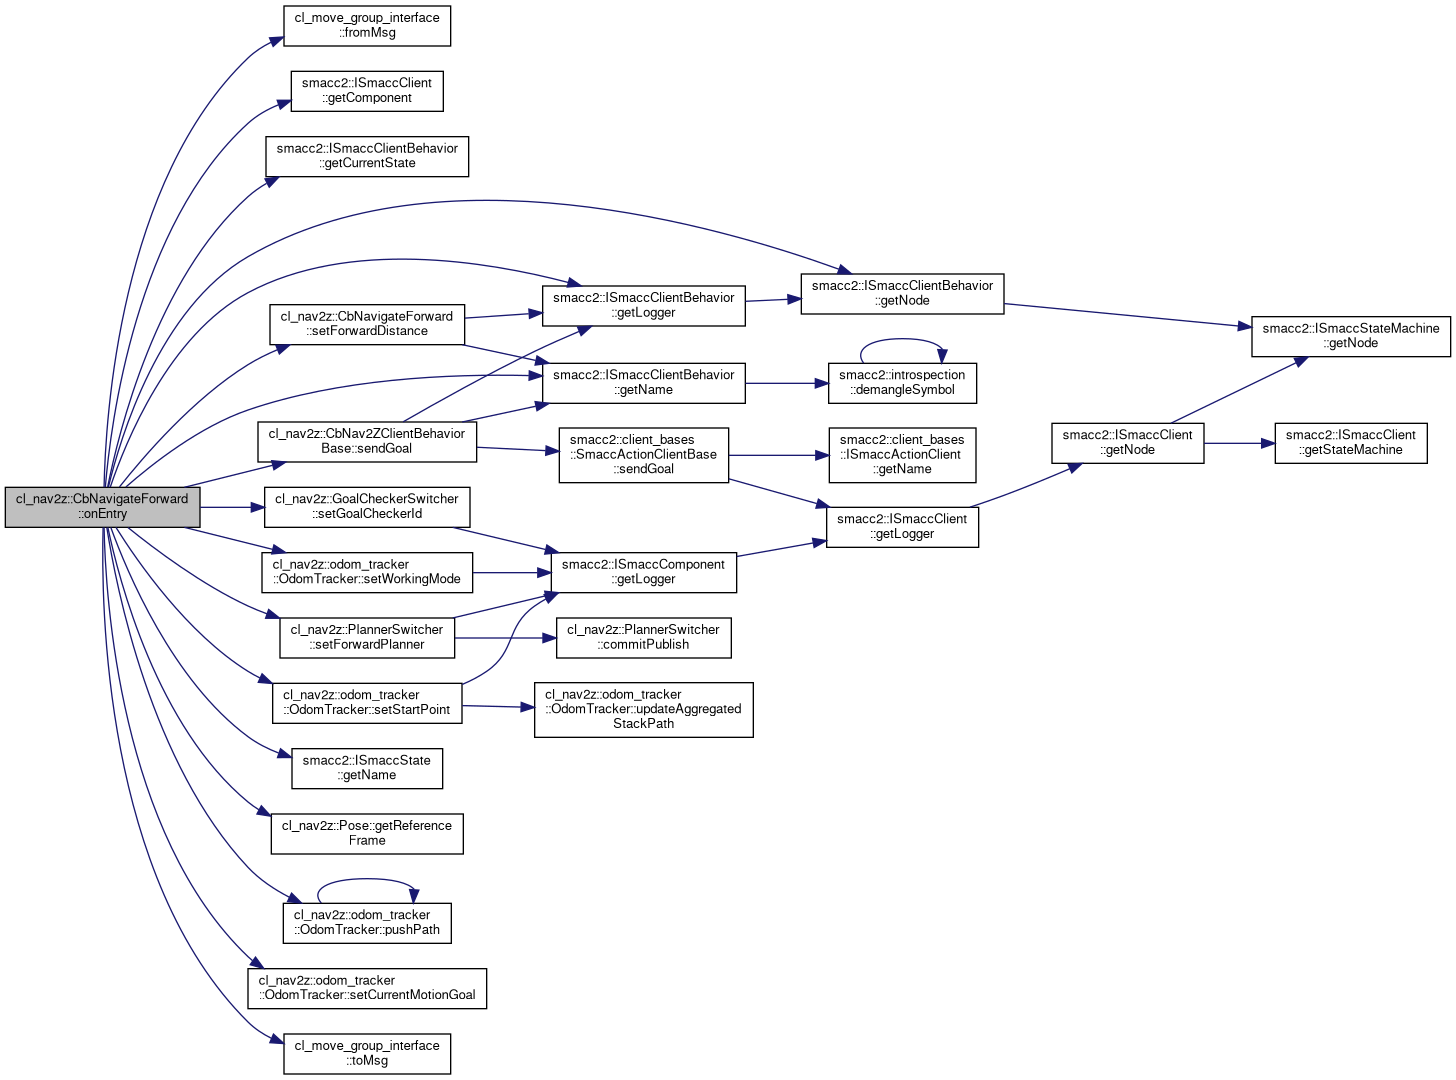 cl_move_group_interface
::fromMsg
smacc2::ISmaccClient
::getComponent
smacc2::ISmaccClientBehavior
::getCurrentState
cl_nav2z::CbNavigateForward
::setForwardDistance
cl_nav2z::CbNav2ZClientBehavior
Base::sendGoal
cl_nav2z::CbNavigateForward
::onEntry
cl_nav2z::GoalCheckerSwitcher
::setGoalCheckerId
cl_nav2z::odom_tracker
::OdomTracker::setWorkingMode
cl_nav2z::PlannerSwitcher
::setForwardPlanner
cl_nav2z::odom_tracker
::OdomTracker::setStartPoint
smacc2::ISmaccState
::getName
cl_nav2z::Pose::getReference
Frame
cl_nav2z::odom_tracker
::OdomTracker::pushPath
cl_nav2z::odom_tracker
::OdomTracker::setCurrentMotionGoal
cl_move_group_interface
::toMsg
smacc2::ISmaccClientBehavior
::getLogger
smacc2::ISmaccClientBehavior
::getName
smacc2::client_bases
::SmaccActionClientBase
::sendGoal
smacc2::ISmaccComponent
::getLogger
cl_nav2z::PlannerSwitcher
::commitPublish
cl_nav2z::odom_tracker
::OdomTracker::updateAggregated
StackPath
smacc2::ISmaccClientBehavior
::getNode
smacc2::introspection
::demangleSymbol
smacc2::client_bases
::ISmaccActionClient
::getName
smacc2::ISmaccClient
::getLogger
smacc2::ISmaccClient
::getNode
smacc2::ISmaccStateMachine
::getNode
smacc2::ISmaccClient
::getStateMachine